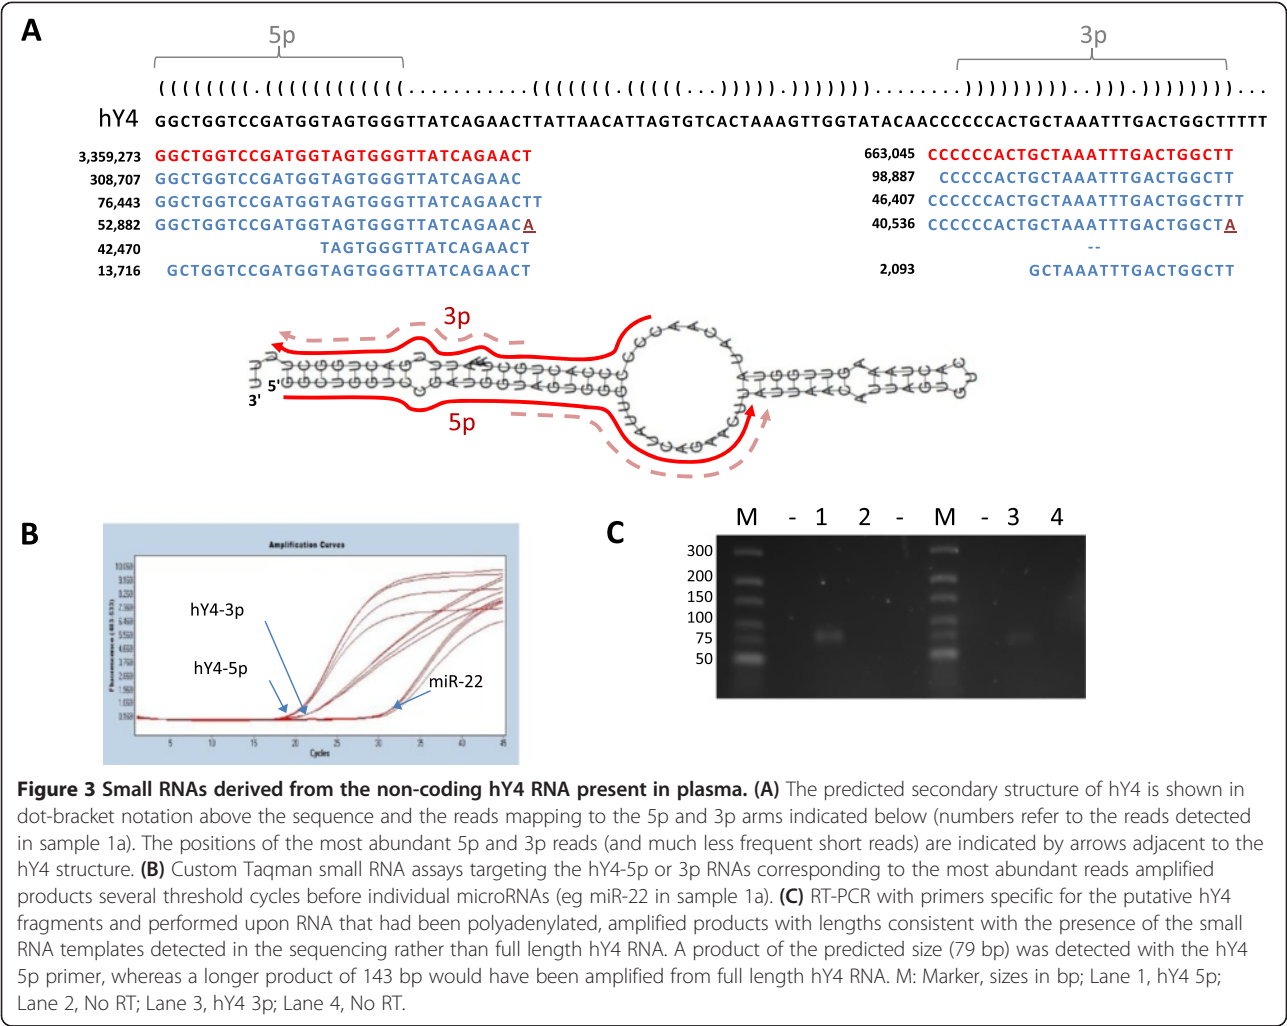 A
5p
3p
((((((((.((((((((((((...........(((((((.(((((...))))).))))))).......)))))))))..))).))))))))...
hY4 GGCTGGTCCGATGGTAGTGGGTTATCAGAACTTATTAACATTAGTGTCACTAAAGTTGGTATACAACCCCCCACTGCTAAATTTGACTGGCTTTTT
3,359,273 GGCTGGTCCGATGGTAGTGGGTTATCAGAACT 663,045 CCCCCCACTGCTAAATTTGACTGGCTT
308,707 GGCTGGTCCGATGGTAGTGGGTTATCAGAAC 98,887 CCCCCACTGCTAAATTTGACTGGCTT
76,443 GGCTGGTCCGATGGTAGTGGGTTATCAGAACTT 46,407 CCCCCCACTGCTAAATTTGACTGGCTTT
52,882 GGCTGGTCCGATGGTAGTGGGTTATCAGAACA 40,536 CCCCCCACTGCTAAATTTGACTGGCTA
42,470 TAGTGGGTTATCAGAACT --
13,716 GCTGGTCCGATGGTAGTGGGTTATCAGAACT 2,093 GCTAAATTTGACTGGCTT
3p
5'
3'
5p
B
Amplification Curves
hY4-3p
hY4-5p
miR-22
5 10 15 20 25 30 35 40 45
Cycles
C
M - 1 2 - M - 3 4
300
200
150
100
75
50
Figure 3 Small RNAs derived from the non-coding hY4 RNA present in plasma. (A) The predicted secondary structure of hY4 is shown in
dot-bracket notation above the sequence and the reads mapping to the 5p and 3p arms indicated below (numbers refer to the reads detected
in sample 1a). The positions of the most abundant 5p and 3p reads (and much less frequent short reads) are indicated by arrows adjacent to the
hY4 structure. (B) Custom Taqman small RNA assays targeting the hY4-5p or 3p RNAs corresponding to the most abundant reads amplified
products several threshold cycles before individual microRNAs (eg miR-22 in sample 1a). (C) RT-PCR with primers specific for the putative hY4
fragments and performed upon RNA that had been polyadenylated, amplified products with lengths consistent with the presence of the small
RNA templates detected in the sequencing rather than full length hY4 RNA. A product of the predicted size (79 bp) was detected with the hY4
5p primer, whereas a longer product of 143 bp would have been amplified from full length hY4 RNA. M: Marker, sizes in bp; Lane 1, hY4 5p;
Lane 2, No RT; Lane 3, hY4 3p; Lane 4, No RT.